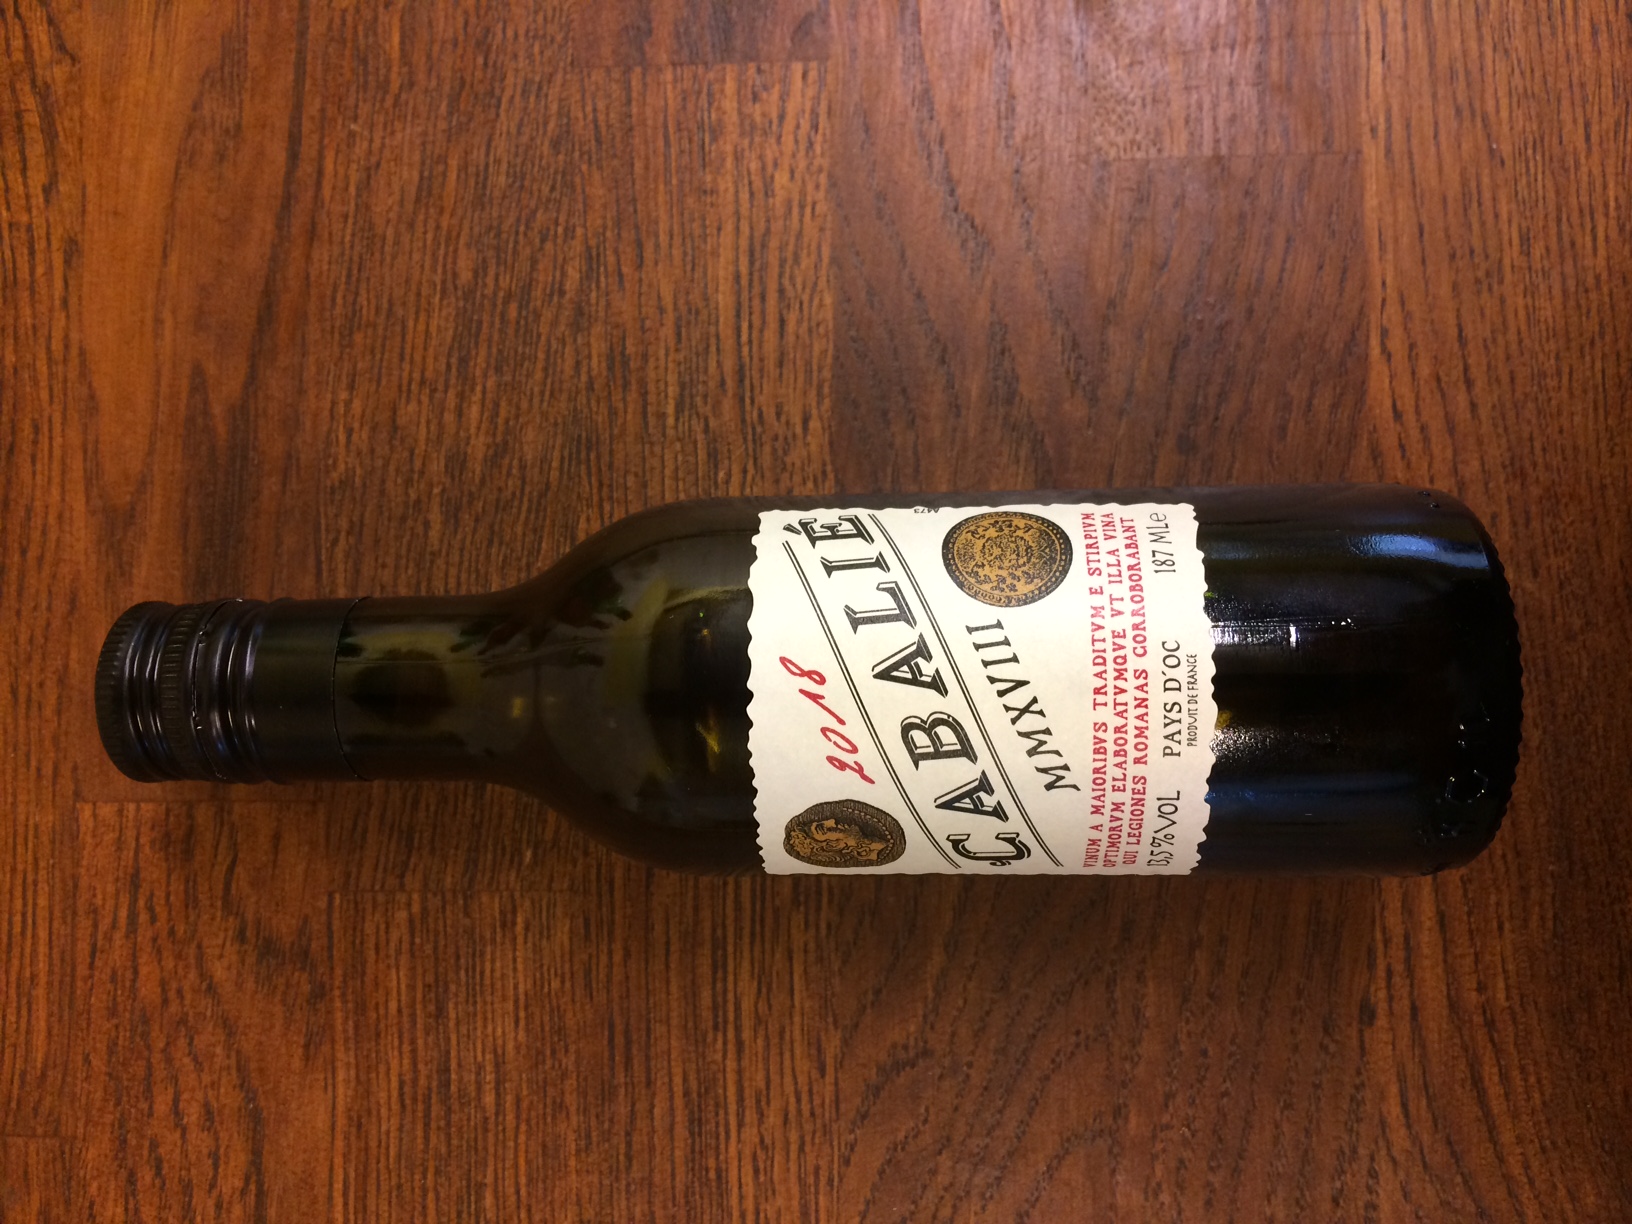 2018
CABALIÉ
MMXVIII
A473
VINUM A MAIORIBVS TRADITVM E STIRPIVM
OPTIMORVM ELABORATVMQVE VT ILLA VINA
QUI LEGIONES ROMANAS CORROBORABANT
13,5%VOL PAYS D'OC 187 MLe
PRODUIT DE FRANCE